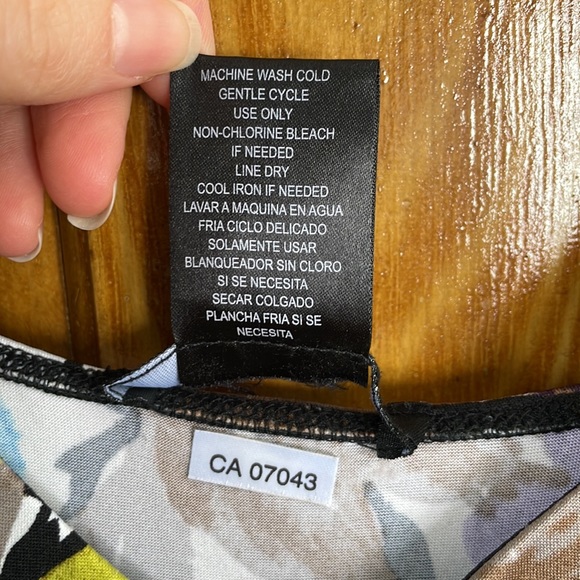 MACHINE WASH COLD
GENTLE CYCLE
USE ONLY
NON-CHLORINE BLEACH
IF NEEDED
LINE DRY
COOL IRON IF NEEDED
LAVAR A MAQUINA EN AGUA
FRIA CICLO DELICADO
SOLAMENTE USAR
BLANQUEADOR SIN CLORO
SI SE NECESITA
SECAR COLGADO
PLANCHA FRIA SI SE
NECESITA
CA 07043